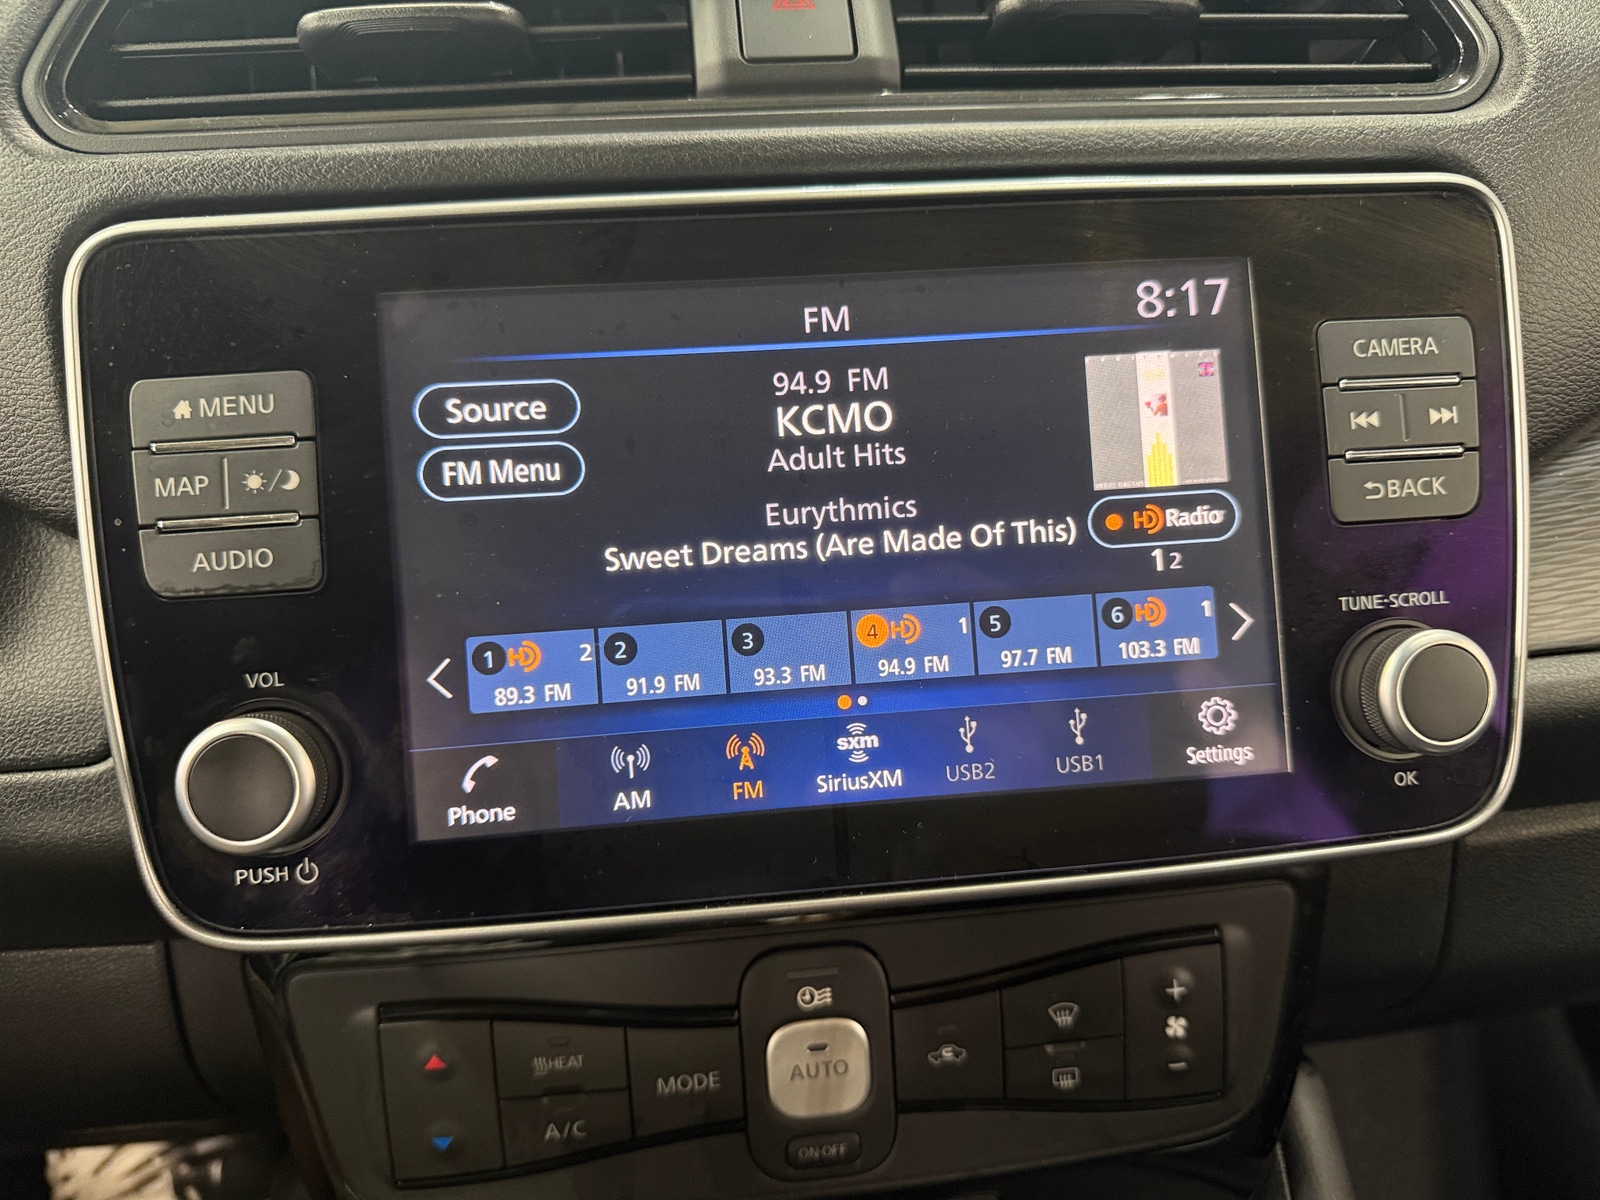 FM
8:17
Source
FM Menu
94.9 FM
KCMO
Adult Hits
Eurythmics
Sweet Dreams (Are Made Of This)
HD Radio
1 2
1 HD 2
89.3 FM
2
91.9 FM
3
93.3 FM
4 HD 1
94.9 FM
5
97.7 FM
6 HD 1
103.3 FM
Phone
AM
FM
sxm
SiriusXM
USB2
USB1
Settings
MENU
MAP
AUDIO
VOL
PUSH
CAMERA
BACK
TUNE·SCROLL
OK
HEAT
A/C
MODE
AUTO
ON·OFF